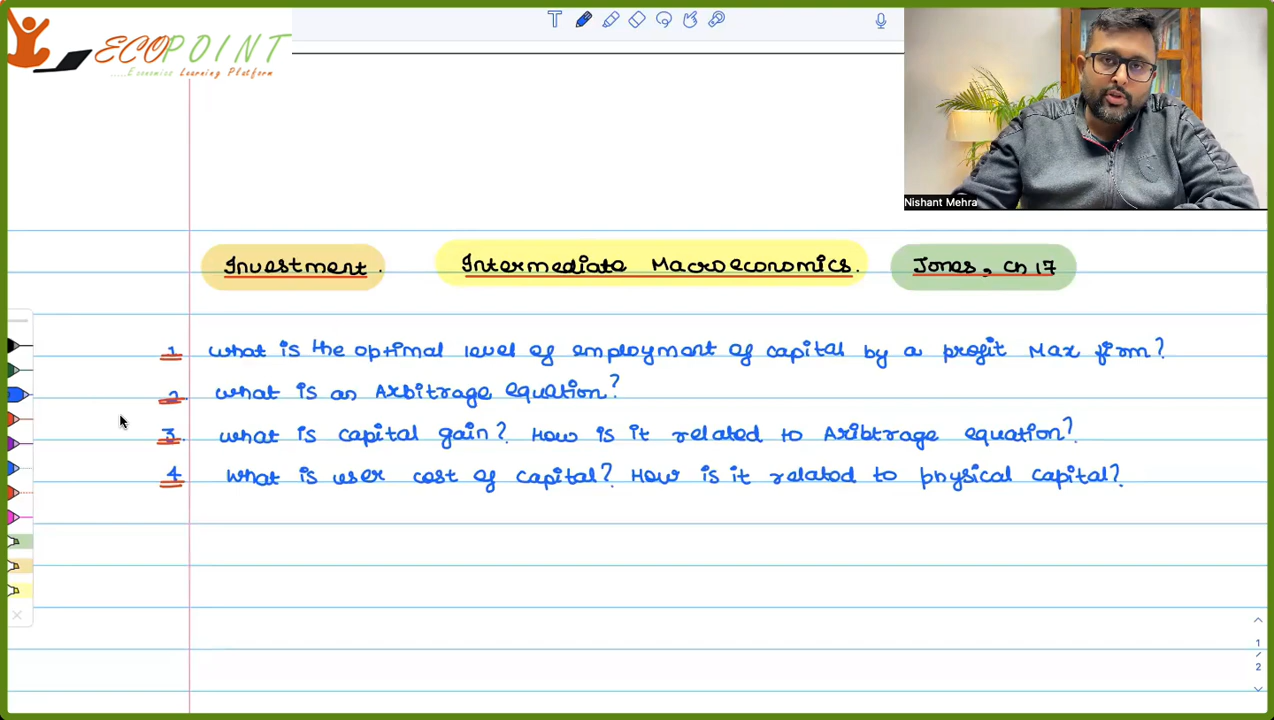 ECOPOINT
.....Economics Learning Platform
T
Nishant Mehra
Investment. Intermediate Macroeconomics. Jones, Ch 17
1 What is the optimal level of employment of capital by a profit Max firm?
2. What is an Arbitrage equation?
3. What is capital gain? How is it related to Aribtrage equation?
4 What is user cost of capital? How is it related to physical capital?
1
/
2